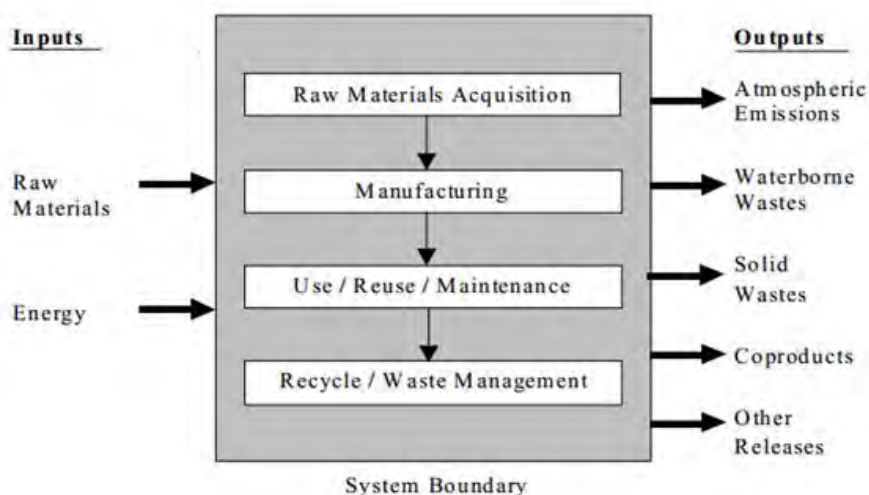 Inputs
Outputs
Raw Materials Acquisition
Atmospheric
Emissions
Raw
Materials
Manufacturing
Waterborne
Wastes
Energy
Use / Reuse / Maintenance
Solid
Wastes
Recycle / Waste Management
Coproducts
Other
Releases
System Boundary